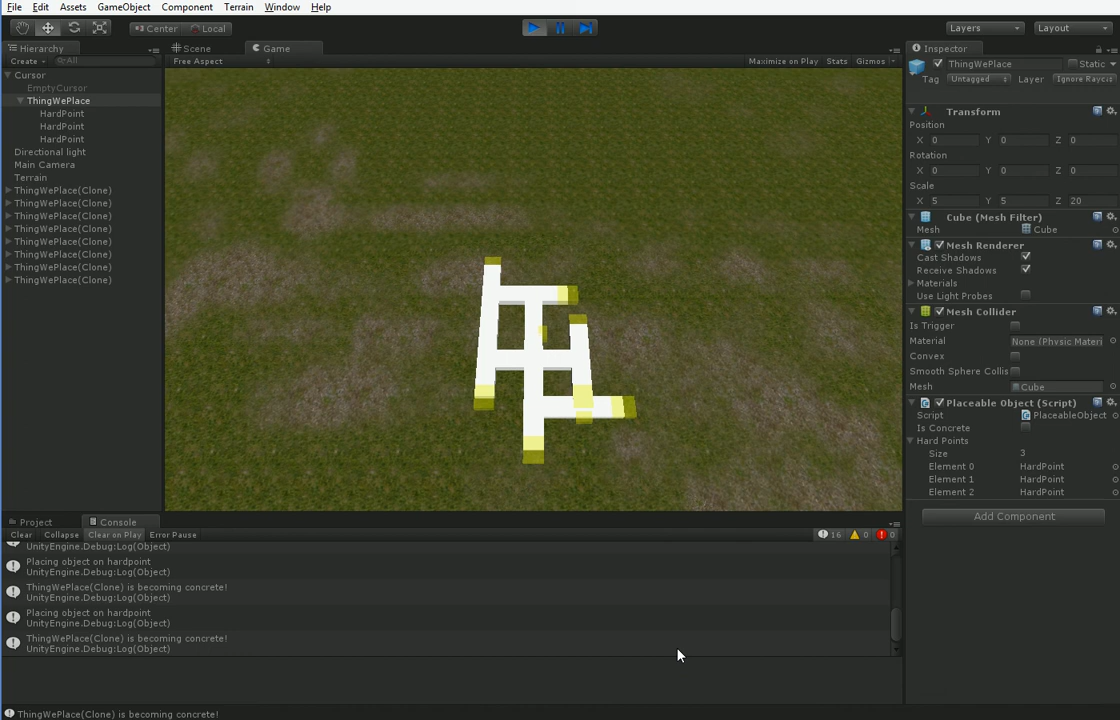 File Edit Assets GameObject Component Terrain Window Help
Center Local Layers Layout
Hierarchy Scene Game Inspector
Create All Free Aspect Maximize on Play Stats Gizmos
ThingWePlace Static
Tag Untagged Layer Ignore Rayc
Cursor
EmptyCursor
ThingWePlace
HardPoint
HardPoint
HardPoint
Directional light
Main Camera
Terrain
ThingWePlace(Clone)
ThingWePlace(Clone)
ThingWePlace(Clone)
ThingWePlace(Clone)
ThingWePlace(Clone)
ThingWePlace(Clone)
ThingWePlace(Clone)
ThingWePlace(Clone)
Transform
Position
X 0 Y 0 Z 0
Rotation
X 0 Y 0 Z 0
Scale
X 5 Y 5 Z 20
Cube (Mesh Filter)
Mesh Cube
Mesh Renderer
Cast Shadows
Receive Shadows
Materials
Use Light Probes
Mesh Collider
Is Trigger
Material None (Physic Materi
Convex
Smooth Sphere Collis
Mesh Cube
Placeable Object (Script)
Script PlaceableObject
Is Concrete
Hard Points
Size 3
Element 0 HardPoint
Element 1 HardPoint
Element 2 HardPoint
Add Component
Project Console
Clear Collapse Clear on Play Error Pause 16 0 0
UnityEngine.Debug:Log(Object)
Placing object on hardpoint
UnityEngine.Debug:Log(Object)
ThingWePlace(Clone) is becoming concrete!
UnityEngine.Debug:Log(Object)
Placing object on hardpoint
UnityEngine.Debug:Log(Object)
ThingWePlace(Clone) is becoming concrete!
UnityEngine.Debug:Log(Object)
ThingWePlace(Clone) is becoming concrete!